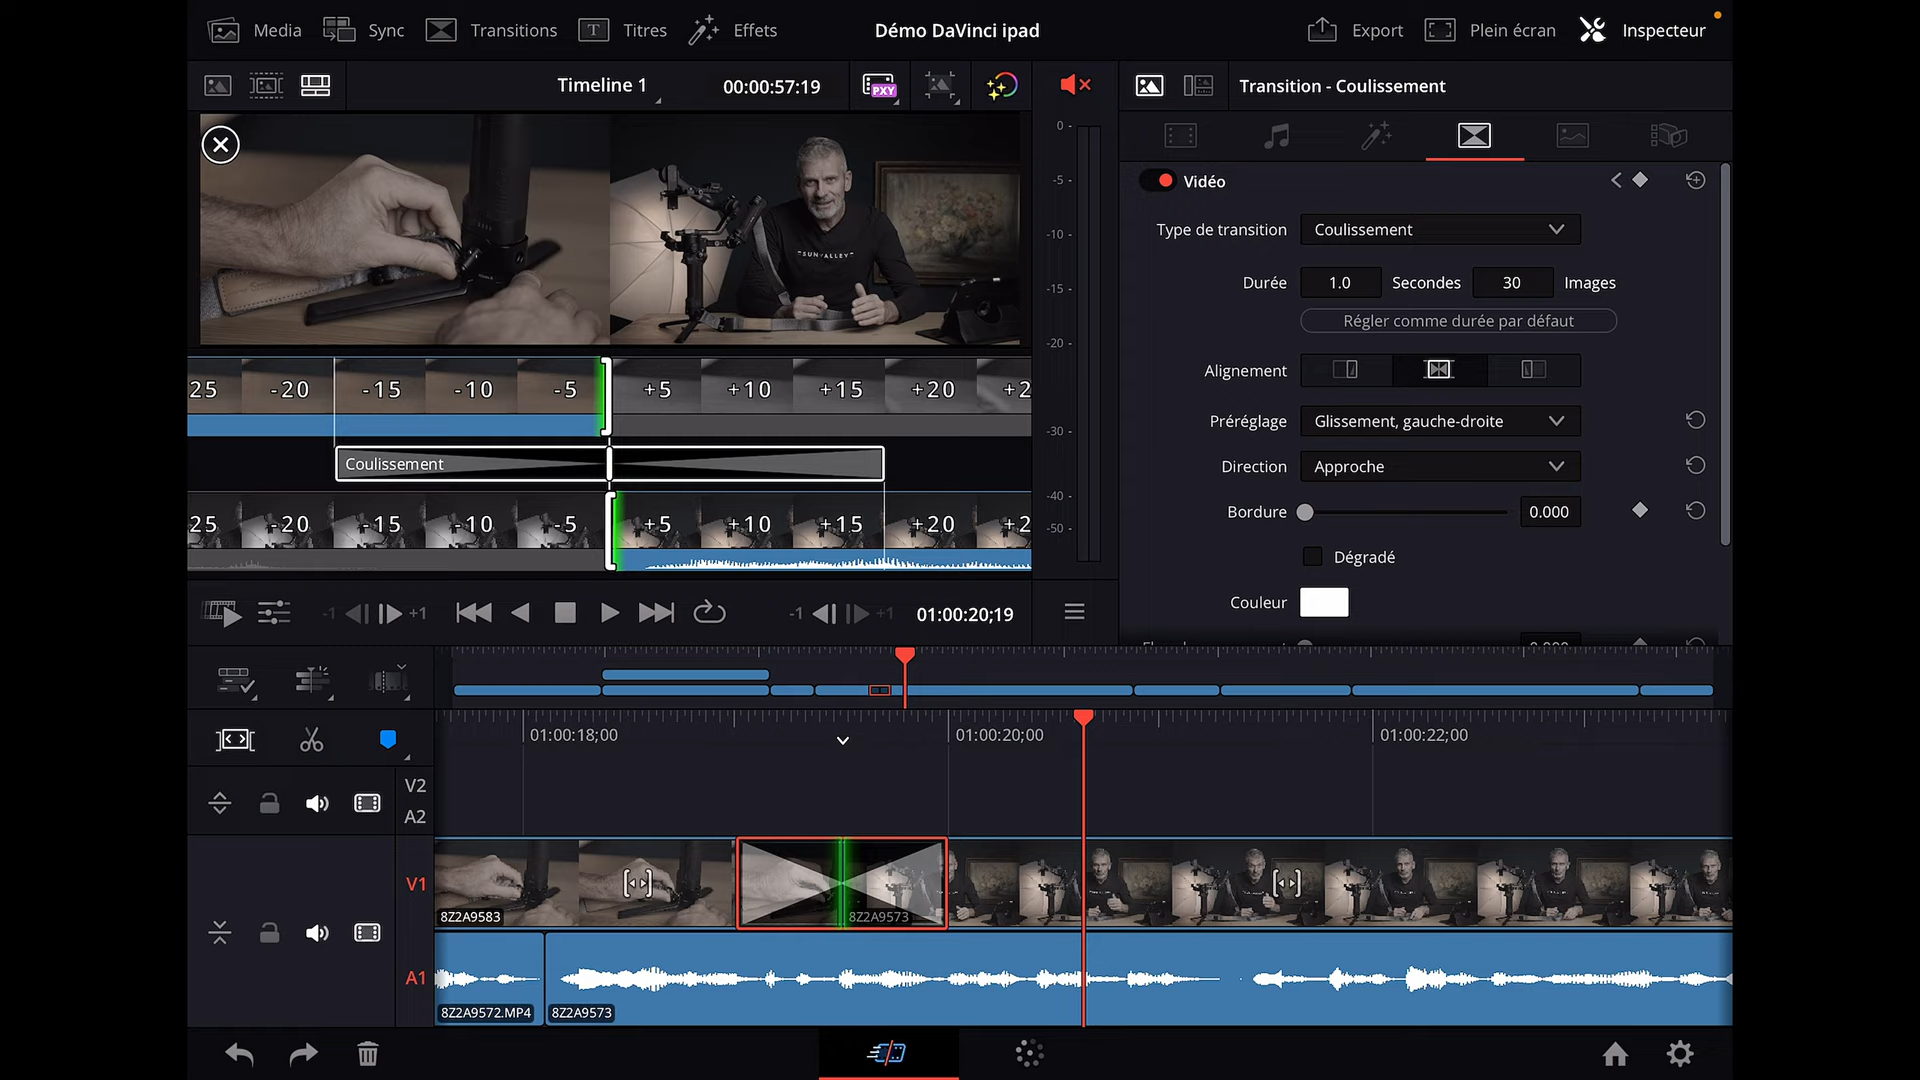 Media Sync Transitions T Titres Effets Démo DaVinci ipad Export Plein écran Inspecteur
Timeline 1 00:00:57:19 PXY Transition - Coulissement
0 -
-5 -
-10 -
-15 -
-20 -
-30 -
-40 -
-50 -
SUNVALLEY
Vidéo
Type de transition Coulissement
Durée 1.0 Secondes 30 Images
Régler comme durée par défaut
Alignement
Préréglage Glissement, gauche-droite
Direction Approche
Bordure 0.000
Dégradé
Couleur
25 -20 -15 -10 -5 +5 +10 +15 +20 +2
Coulissement
25 -20 -15 -10 -5 +5 +10 +15 +20 +2
-1 +1 -1 +1 01:00:20;19
01:00:18;00 01:00:20;00 01:00:22;00
V2
A2
V1
8Z2A9583 8Z2A9573
A1
8Z2A9572.MP4 8Z2A9573